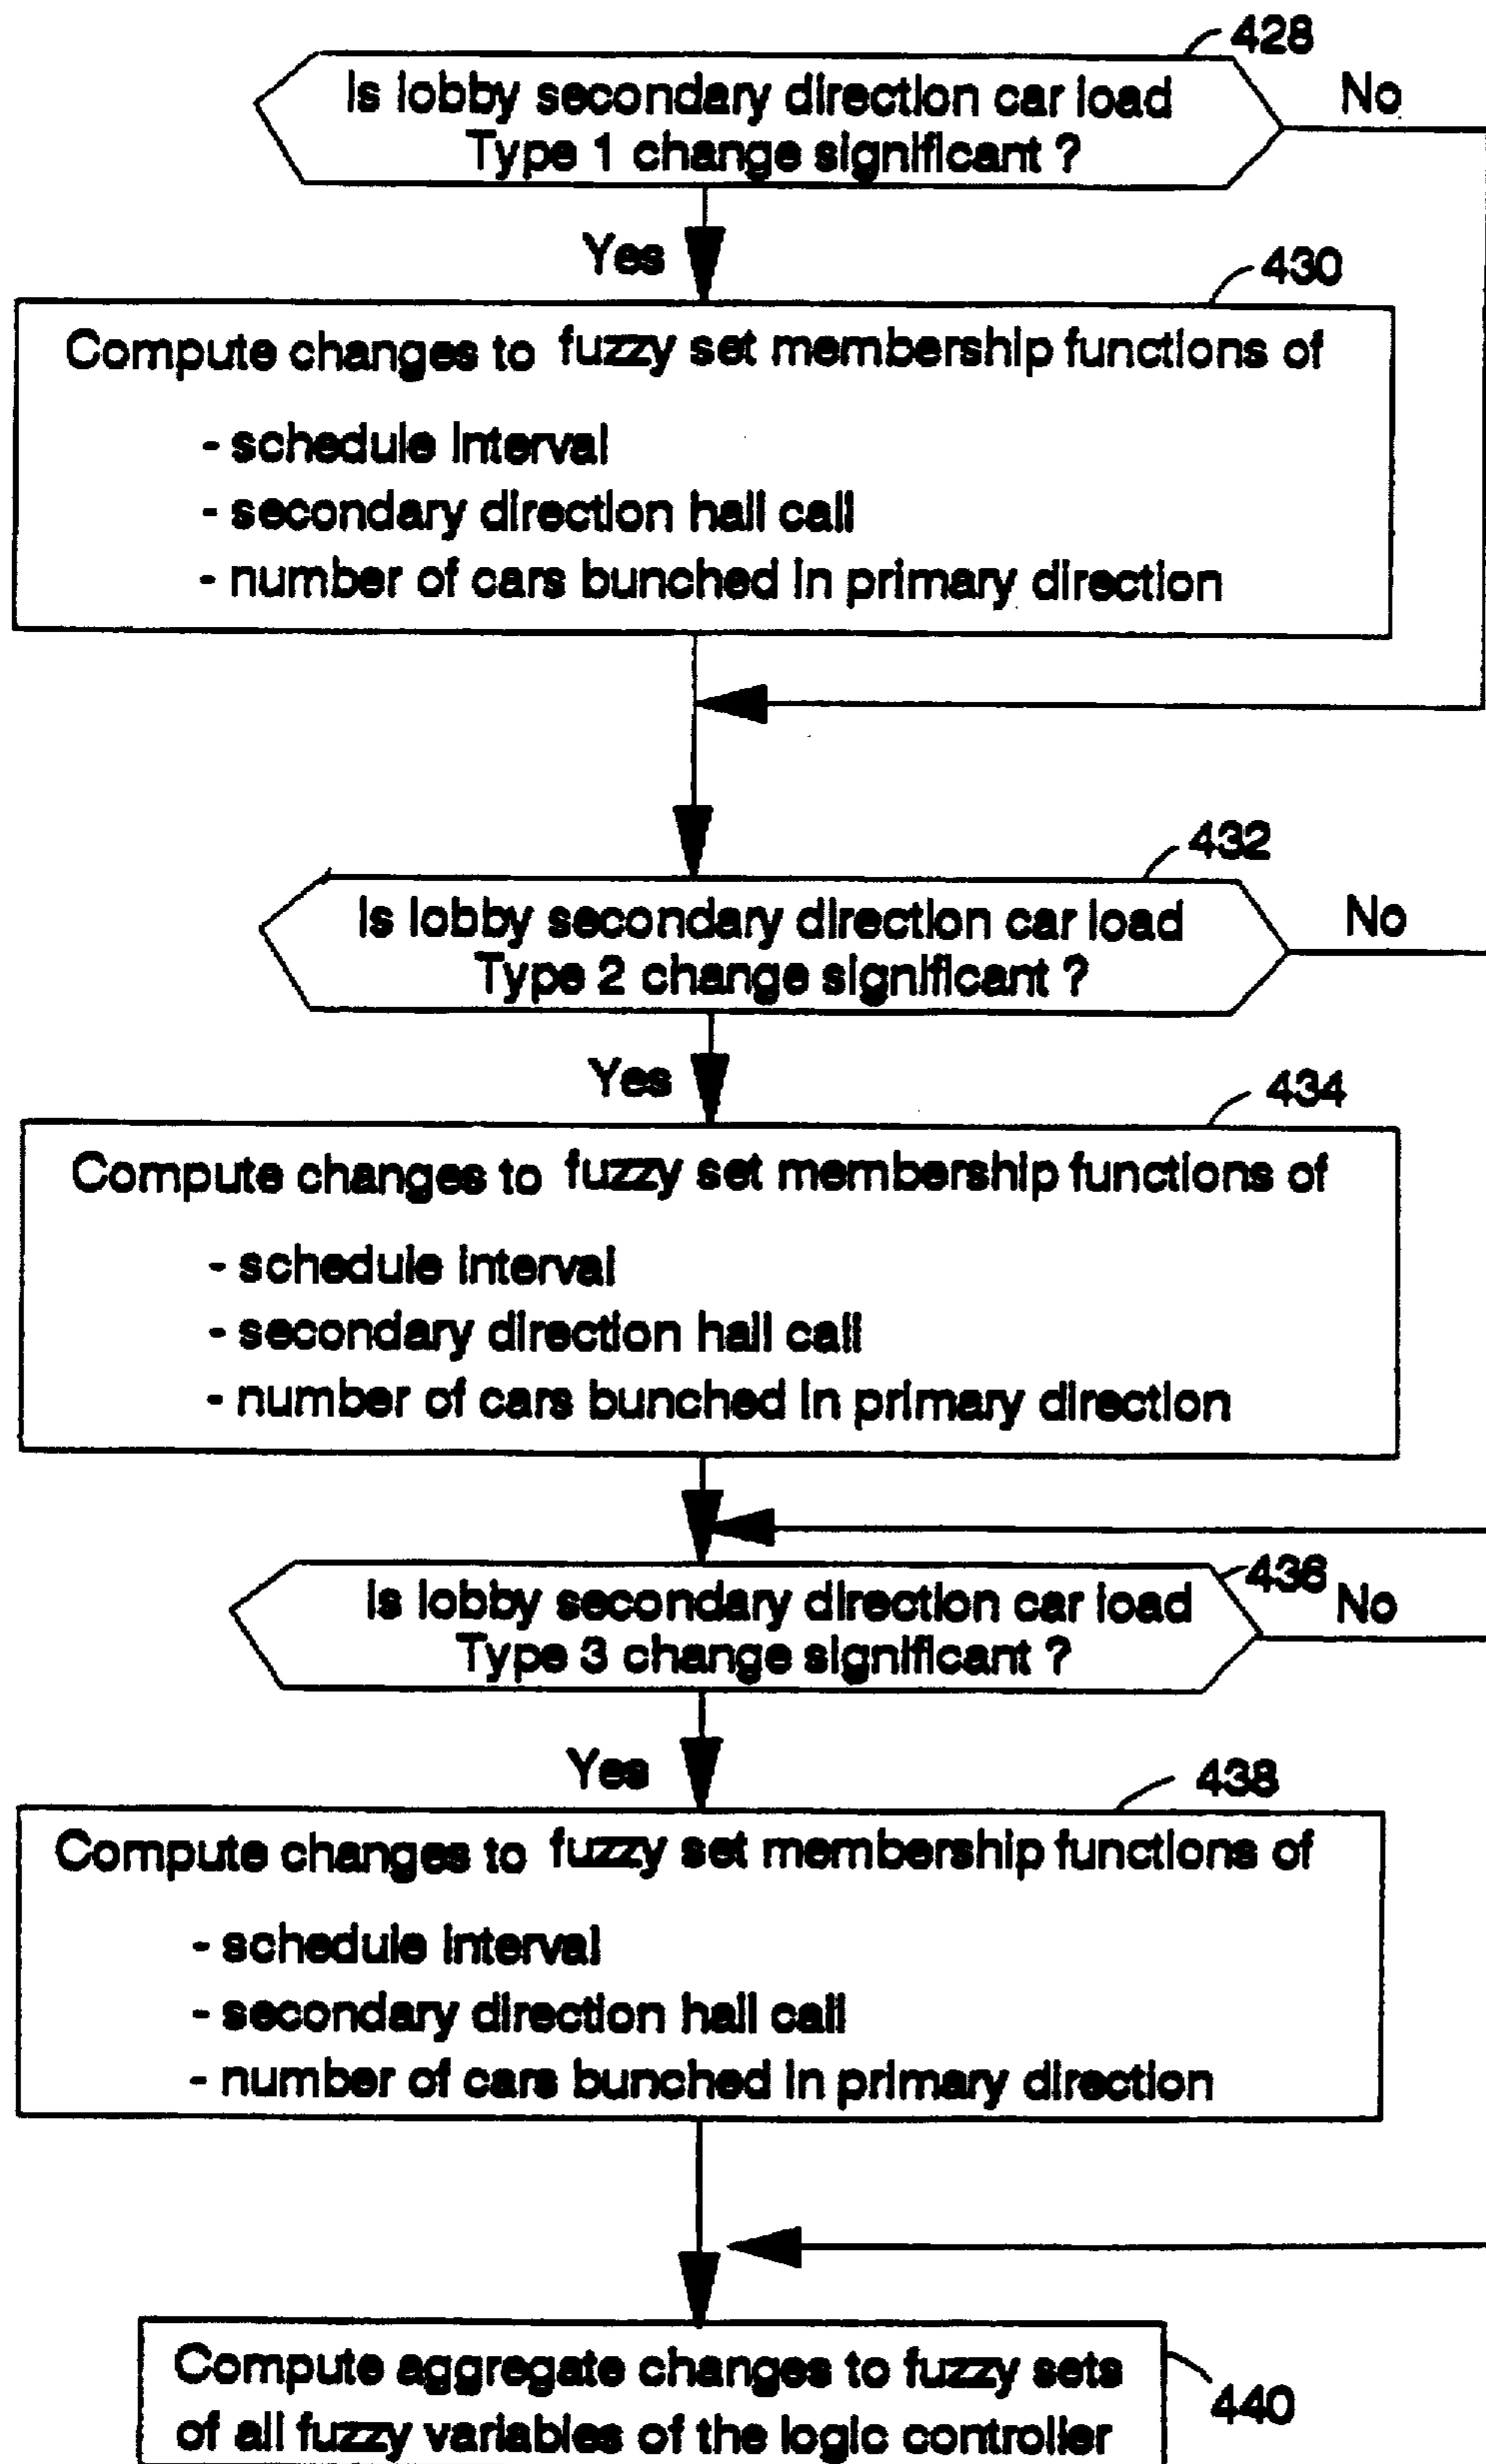 428
Is lobby secondary direction car load
No
Type 1 change significant ?
Yes
430
Compute changes to fuzzy set membership functions of
- schedule interval
- secondary direction hall call
- number of cars bunched in primary direction
432
Is lobby secondary direction car load
No
Type 2 change significant ?
Yes
434
Compute changes to fuzzy set membership functions of
- schedule interval
- secondary direction hall call
- number of cars bunched in primary direction
436
Is lobby secondary direction car load
No
Type 3 change significant ?
Yes
438
Compute changes to fuzzy set membership functions of
- schedule interval
- secondary direction hall call
- number of cars bunched in primary direction
Compute aggregate changes to fuzzy sets
440
of all fuzzy variables of the logic controller